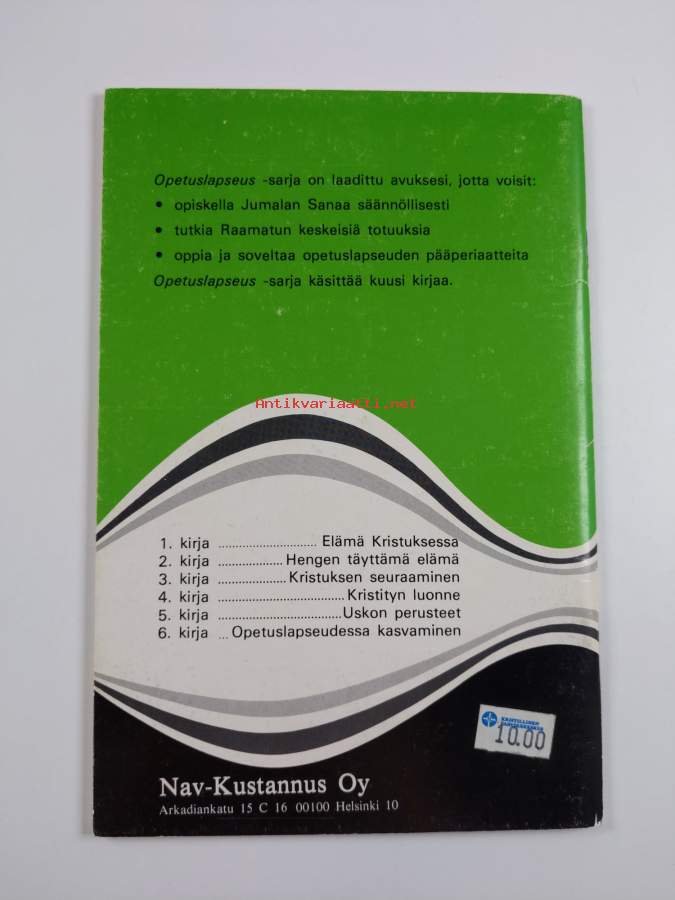 Opetuslapseus -sarja on laadittu avuksesi, jotta voisit:
• opiskella Jumalan Sanaa säännöllisesti
• tutkia Raamatun keskeisiä totuuksia
• oppia ja soveltaa opetuslapseuden pääperiaatteita
Opetuslapseus -sarja käsittää kuusi kirjaa.
Antikvariaatti.net
1. kirja ............................ Elämä Kristuksessa
2. kirja ................... Hengen täyttämä elämä
3. kirja .................... Kristuksen seuraaminen
4. kirja ..................................... Kristityn luonne
5. kirja .................................... Uskon perusteet
6. kirja ... Opetuslapseudessa kasvaminen
10.00
Nav-Kustannus Oy
Arkadiankatu 15 C 16 00100 Helsinki 10